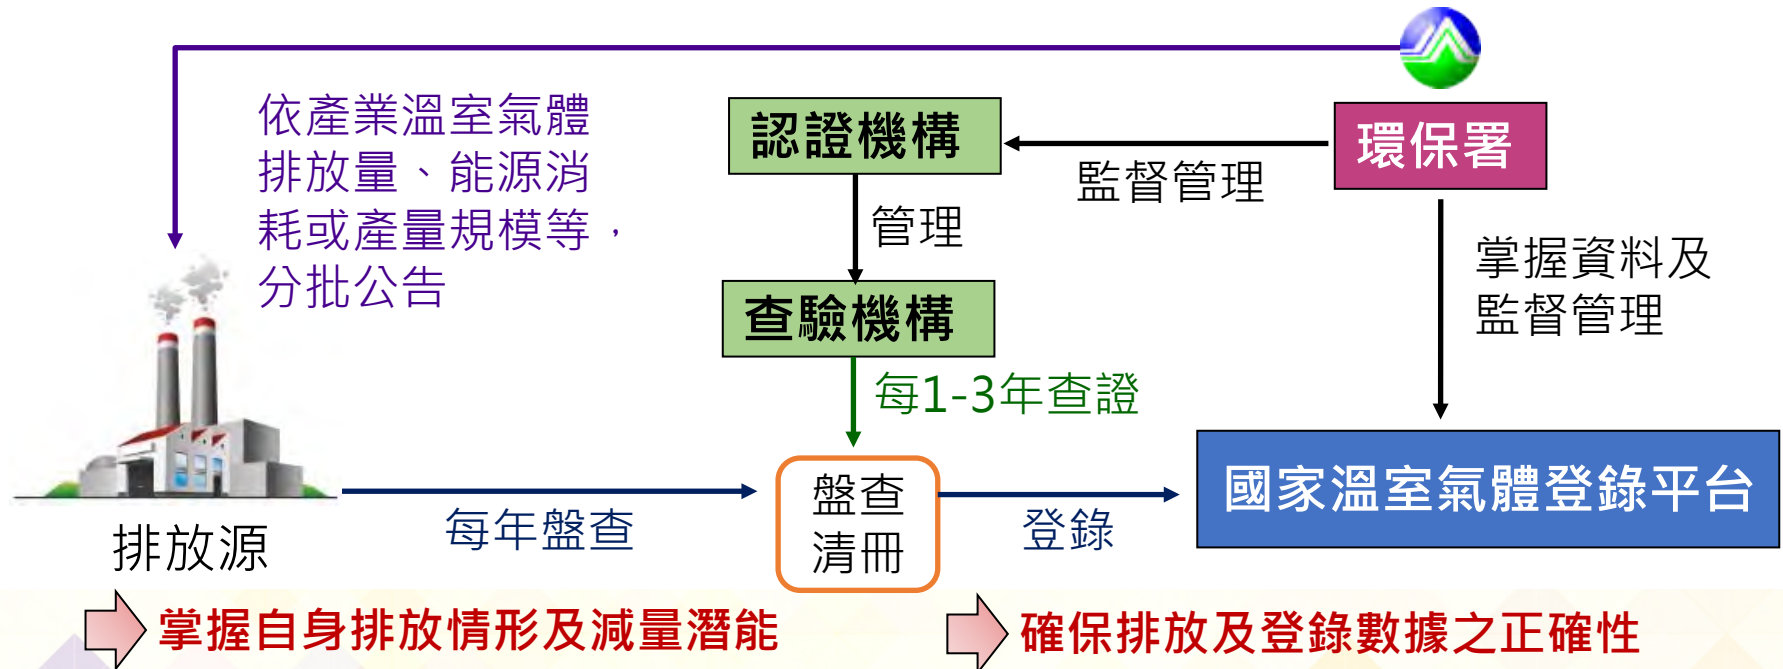 依產業溫室氣體
排放量、能源消
耗或產量規模等，
分批公告
認證機構
監督管理
環保署
管理
掌握資料及
監督管理
查驗機構
每1-3年查證
盤查
清冊
國家溫室氣體登錄平台
每年盤查
登錄
排放源
掌握自身排放情形及減量潛能
確保排放及登錄數據之正確性